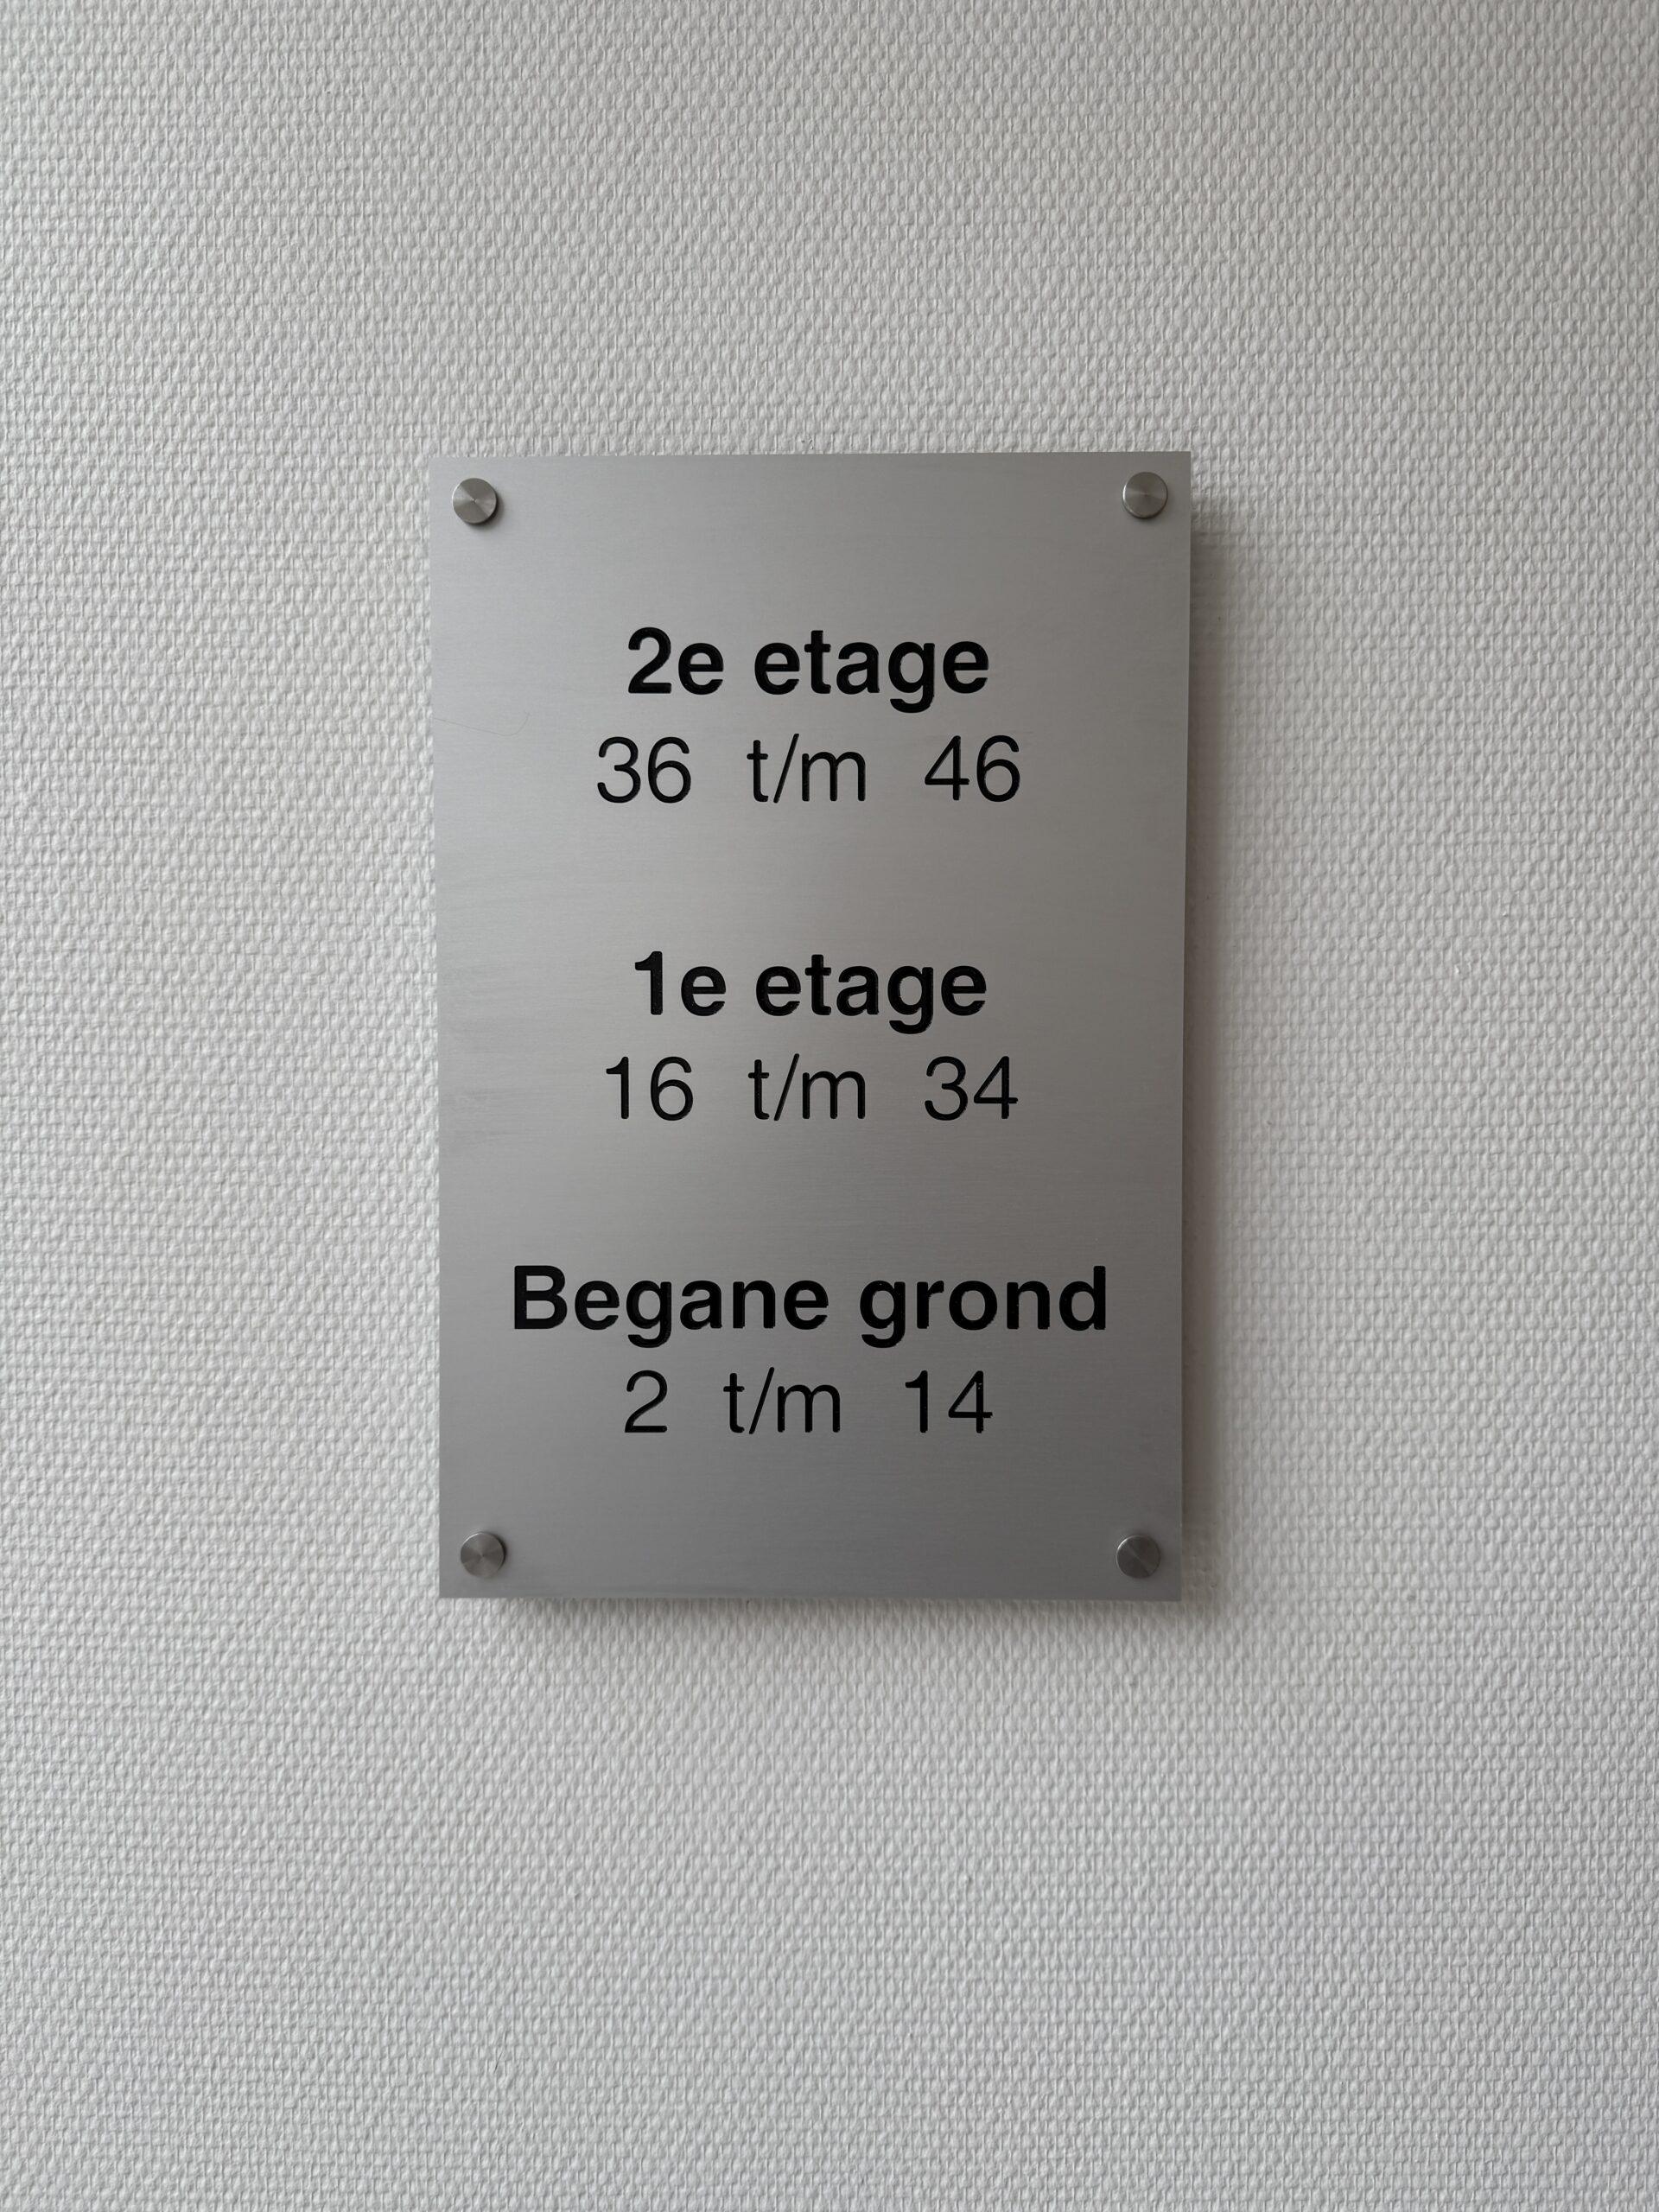 2e etage
36 t/m 46
1e etage
16 t/m 34
Begane grond
2 t/m 14